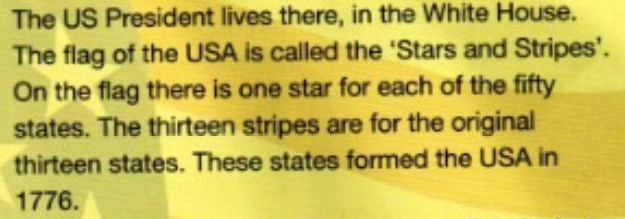 The US President lives there, in the White House.
The flag of the USA is called the ‘Stars and Stripes’.
On the flag there is one star for each of the fifty
states. The thirteen stripes are for the original
thirteen states. These states formed the USA in
1776.